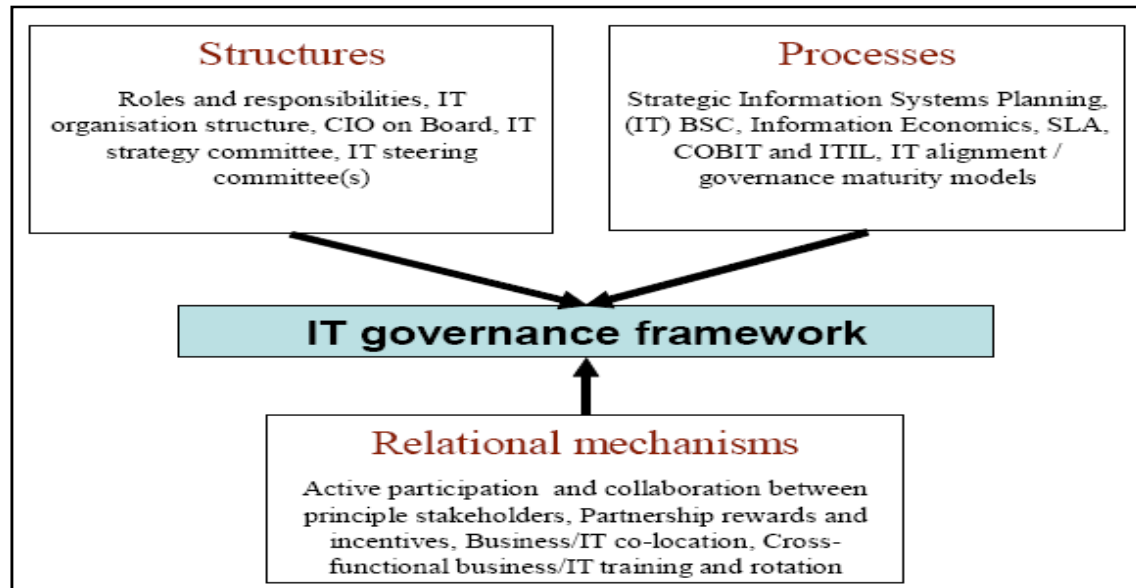 Structures
Roles and responsibilities, IT
organisation structure, CIO on Board, IT
strategy committee, IT steering
committee(s)
Processes
Strategic Information Systems Planning,
(IT) BSC, Information Economics, SLA,
COBIT and ITIL, IT alignment /
governance maturity models
IT governance framework
Relational mechanisms
Active participation and collaboration between
principle stakeholders, Partnership rewards and
incentives, Business/IT co-location, Cross-
functional business/IT training and rotation